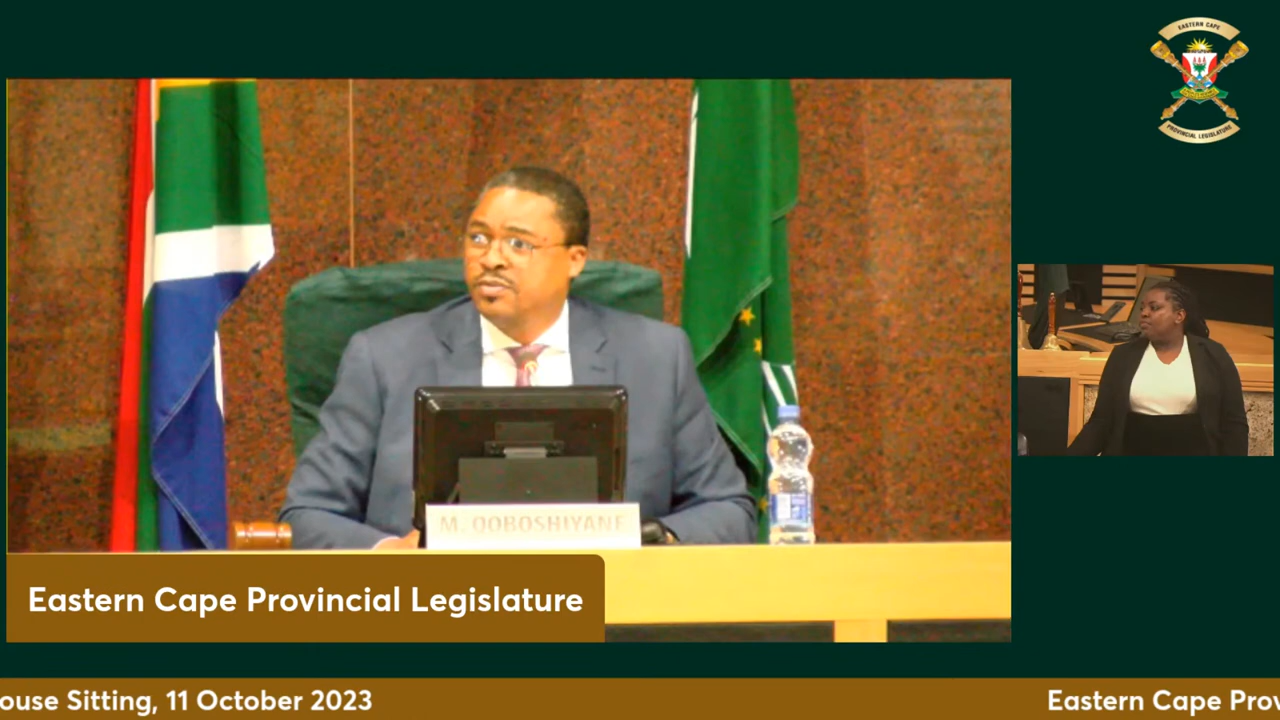 EASTERN CAPE
PROVINCIAL LEGISLATURE
M. QOBOSHIYANE
Eastern Cape Provincial Legislature
ouse Sitting, 11 October 2023
Eastern Cape Prov